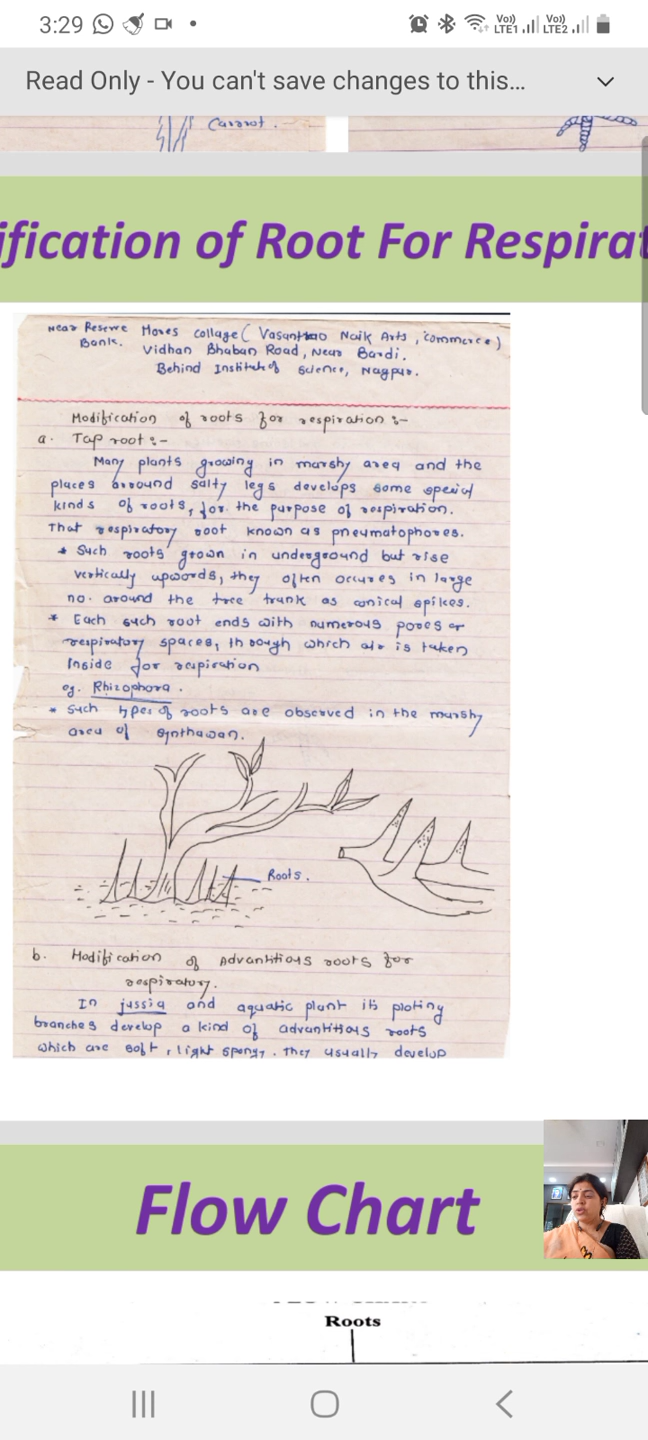 3:29
Vo)) LTE1 Vo)) LTE2
Read Only - You can't save changes to this...
Carrot.
ification of Root For Respirat
Near Reserve Mores Collage ( Vasantrao Naik Arts, commerce )
Bank. Vidhan Bhaban Road, Near Bardi.
Behind Institute of Science, Nagpur.
Modification of roots for respiration :-
a. Tap root :-
Many plants growing in marshy area and the
places around salty legs develops some special
kinds of roots, for the purpose of respiration.
That respiratory root known as pneumatophores.
* Such roots grown in underground but rise
vertically upwords, they often occures in large
no. around the tree trunk as conical spikes.
* Each such root ends with numerous pores or
respiratory spaces, through which air is taken
Inside for respiration
eg. Rhizophora.
* Such types of roots are observed in the marshy
area of
Roots.
b. Modification of Advantitious roots for
respiratory.
In jussia and aquatic plant its ploting
branches develop a kind of advantitious roots
which are soft, light spongy. They usually develop
Flow Chart
Roots